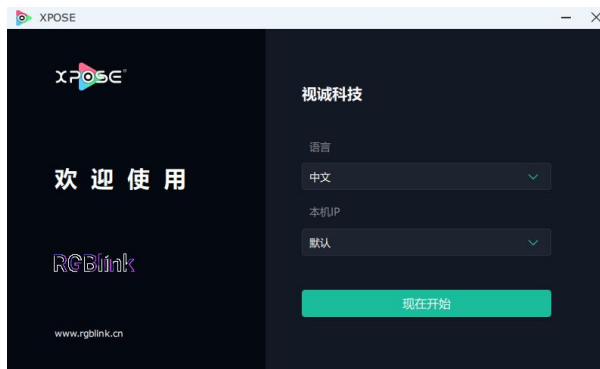 XPOSE
XPOSE
欢迎使用
RGBlink
www.rgblink.cn
视诚科技
语言
中文
本机IP
默认
现在开始